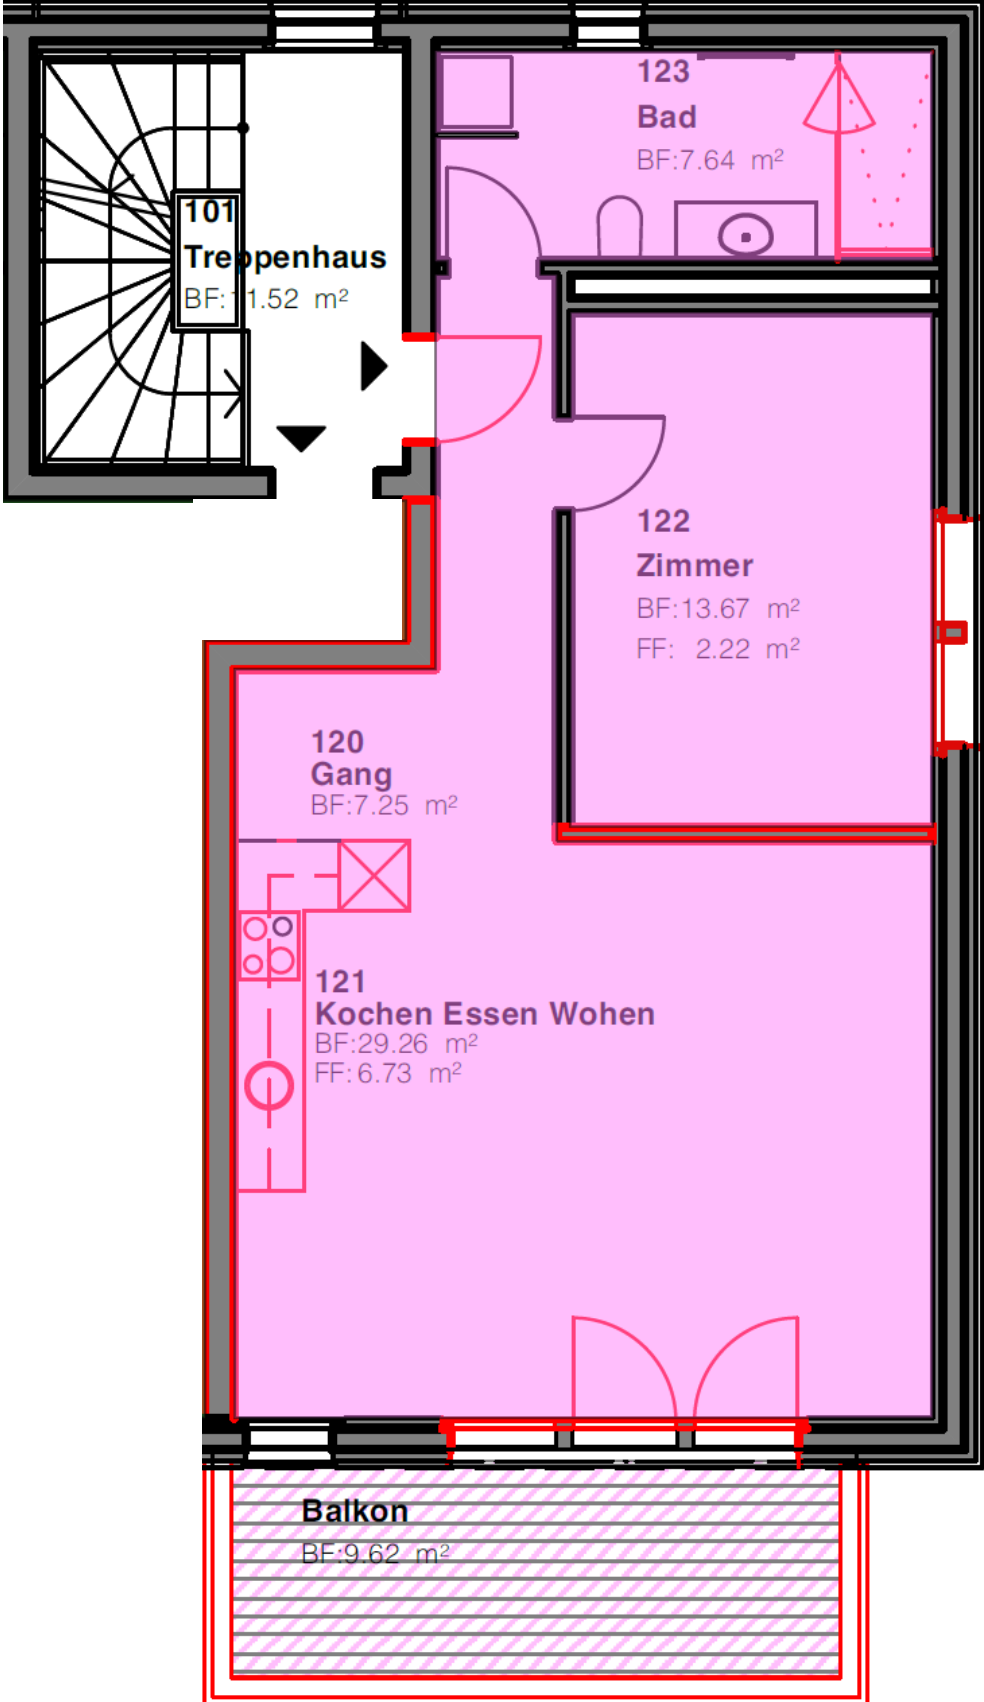 123
Bad
BF:7.64 m²
101
Treppenhaus
BF:11.52 m²
122
Zimmer
BF:13.67 m²
FF: 2.22 m²
120
Gang
BF:7.25 m²
121
Kochen Essen Wohen
BF:29.26 m²
FF:6.73 m²
Balkon
BF:9.62 m²